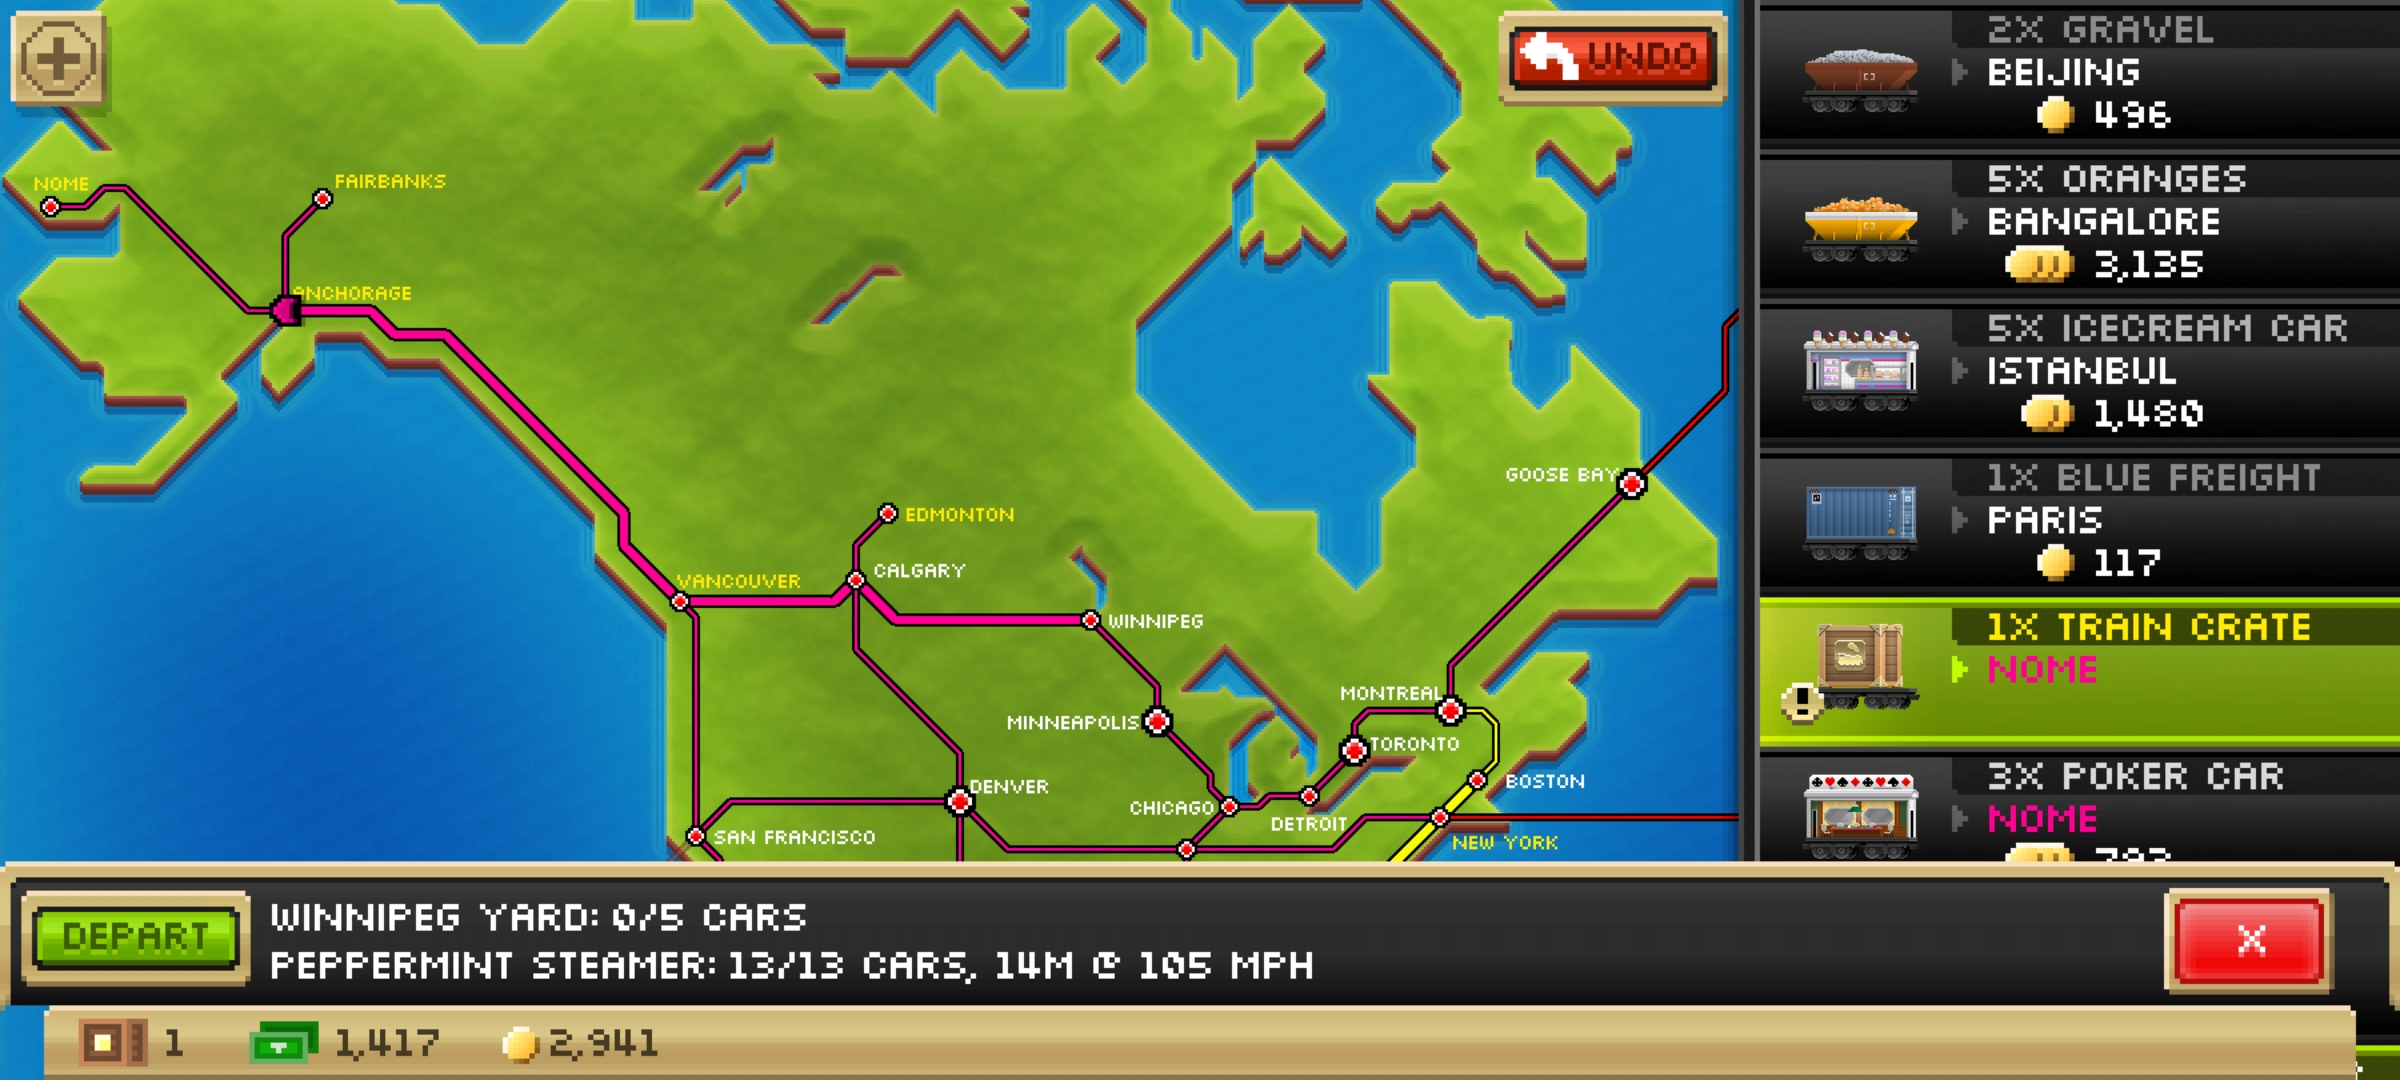 UNDO
NOME
FAIRBANKS
ANCHORAGE
GOOSE BAY
EDMONTON
CALGARY
VANCOUVER
WINNIPEG
MONTREAL
MINNEAPOLIS
TORONTO
BOSTON
DENVER
CHICAGO
DETROIT
SAN FRANCISCO
NEW YORK
2X GRAVEL
BEIJING
496
5X ORANGES
BANGALORE
3,135
5X ICECREAM CAR
ISTANBUL
1,480
1X BLUE FREIGHT
PARIS
117
1X TRAIN CRATE
NOME
3X POKER CAR
NOME
DEPART
WINNIPEG YARD: 0/5 CARS
PEPPERMINT STEAMER: 13/13 CARS, 14M @ 105 MPH
X
1
1,417
2,941